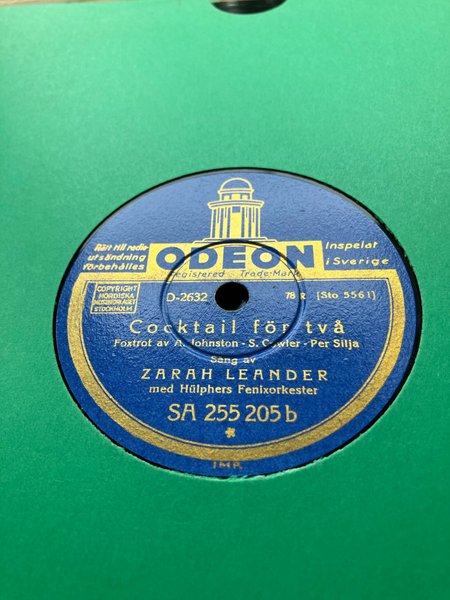 Rätt till radio-
utsändning
förbehålles
ODEON
Registered Trade-Mark
Inspelat
i Sverige
COPYRIGHT
NORDISKA
MUSIKFÖRLAGET
STOCKHOLM
D-2632
78 R (Sto 5561)
Cocktail för två
Foxtrot av A. Johnston - S. Cowler - Per Silja
Sång av
ZARAH LEANDER
med Hülphers Fenixorkester
SA 255 205 b